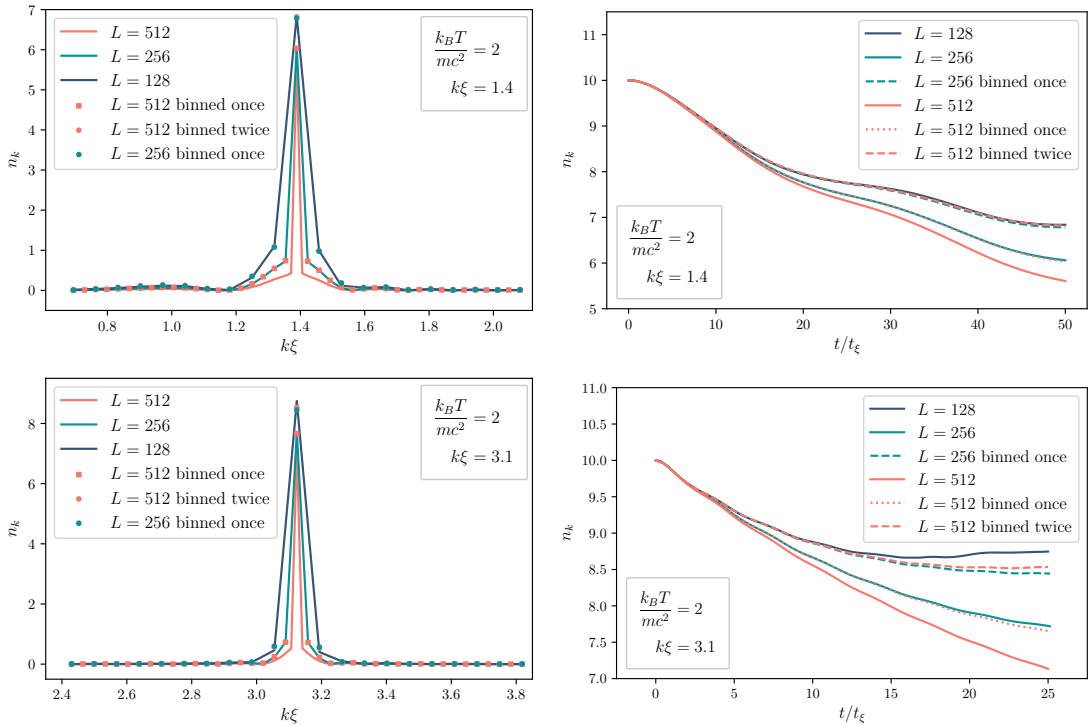 7
6
5
4
3
2
1
0
n_k
L = 512
L = 256
L = 128
L = 512 binned once
L = 512 binned twice
L = 256 binned once
k_BT/mc^2 = 2
kξ = 1.4
0.8 1.0 1.2 1.4 1.6 1.8 2.0
kξ
11
10
9
8
7
6
5
n_k
L = 128
L = 256
L = 256 binned once
L = 512
L = 512 binned once
L = 512 binned twice
k_BT/mc^2 = 2
kξ = 1.4
0 10 20 30 40 50
t/t_ξ
8
6
4
2
0
n_k
L = 512
L = 256
L = 128
L = 512 binned once
L = 512 binned twice
L = 256 binned once
k_BT/mc^2 = 2
kξ = 3.1
2.4 2.6 2.8 3.0 3.2 3.4 3.6 3.8
kξ
11.0
10.5
10.0
9.5
9.0
8.5
8.0
7.5
7.0
n_k
L = 128
L = 256
L = 256 binned once
L = 512
L = 512 binned once
L = 512 binned twice
k_BT/mc^2 = 2
kξ = 3.1
0 5 10 15 20 25
t/t_ξ